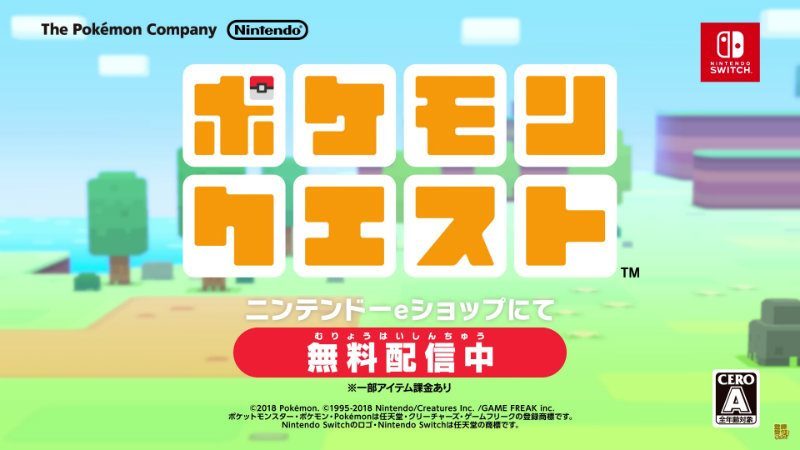 The Pokémon Company Nintendo
NINTENDO
SWITCH
ポケモン
クエスト
TM
ニンテンドーeショップにて
むりょうはいしんちゅう
無料配信中
※一部アイテム課金あり
©2018 Pokémon. ©1995-2018 Nintendo/Creatures Inc. /GAME FREAK inc.
ポケットモンスター・ポケモン・Pokémonは任天堂・クリーチャーズ・ゲームフリークの登録商標です。
Nintendo Switchのロゴ・Nintendo Switchは任天堂の商標です。
CERO
A
全年齢対象